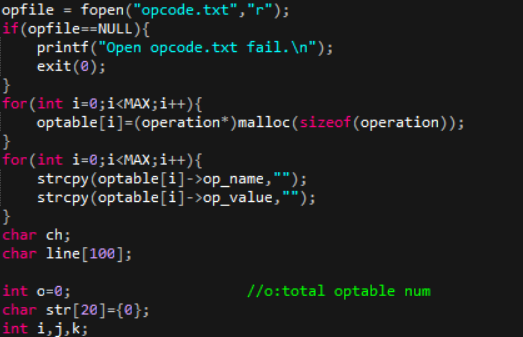 opfile = fopen("opcode.txt","r");
if(opfile==NULL){
    printf("Open opcode.txt fail.\n");
    exit(0);
}
for(int i=0;i<MAX;i++){
    optable[i]=(operation*)malloc(sizeof(operation));
}
for(int i=0;i<MAX;i++){
    strcpy(optable[i]->op_name,"");
    strcpy(optable[i]->op_value,"");
}
char ch;
char line[100];

int o=0;                    //o:total optable num
char str[20]={0};
int i,j,k;